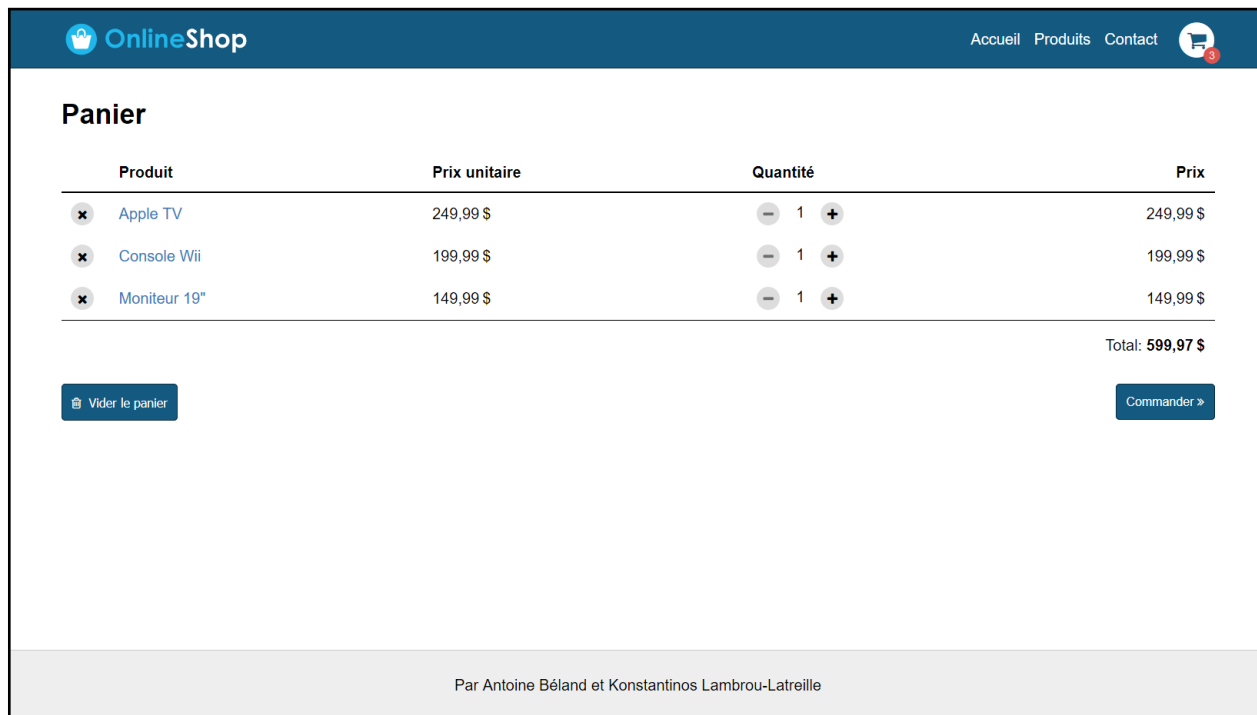 OnlineShop
Accueil Produits Contact
3
Panier
Produit Prix unitaire Quantité Prix
Apple TV 249,99 $ 1 249,99 $
Console Wii 199,99 $ 1 199,99 $
Moniteur 19" 149,99 $ 1 149,99 $
Total: 599,97 $
Vider le panier
Commander »
Par Antoine Béland et Konstantinos Lambrou-Latreille